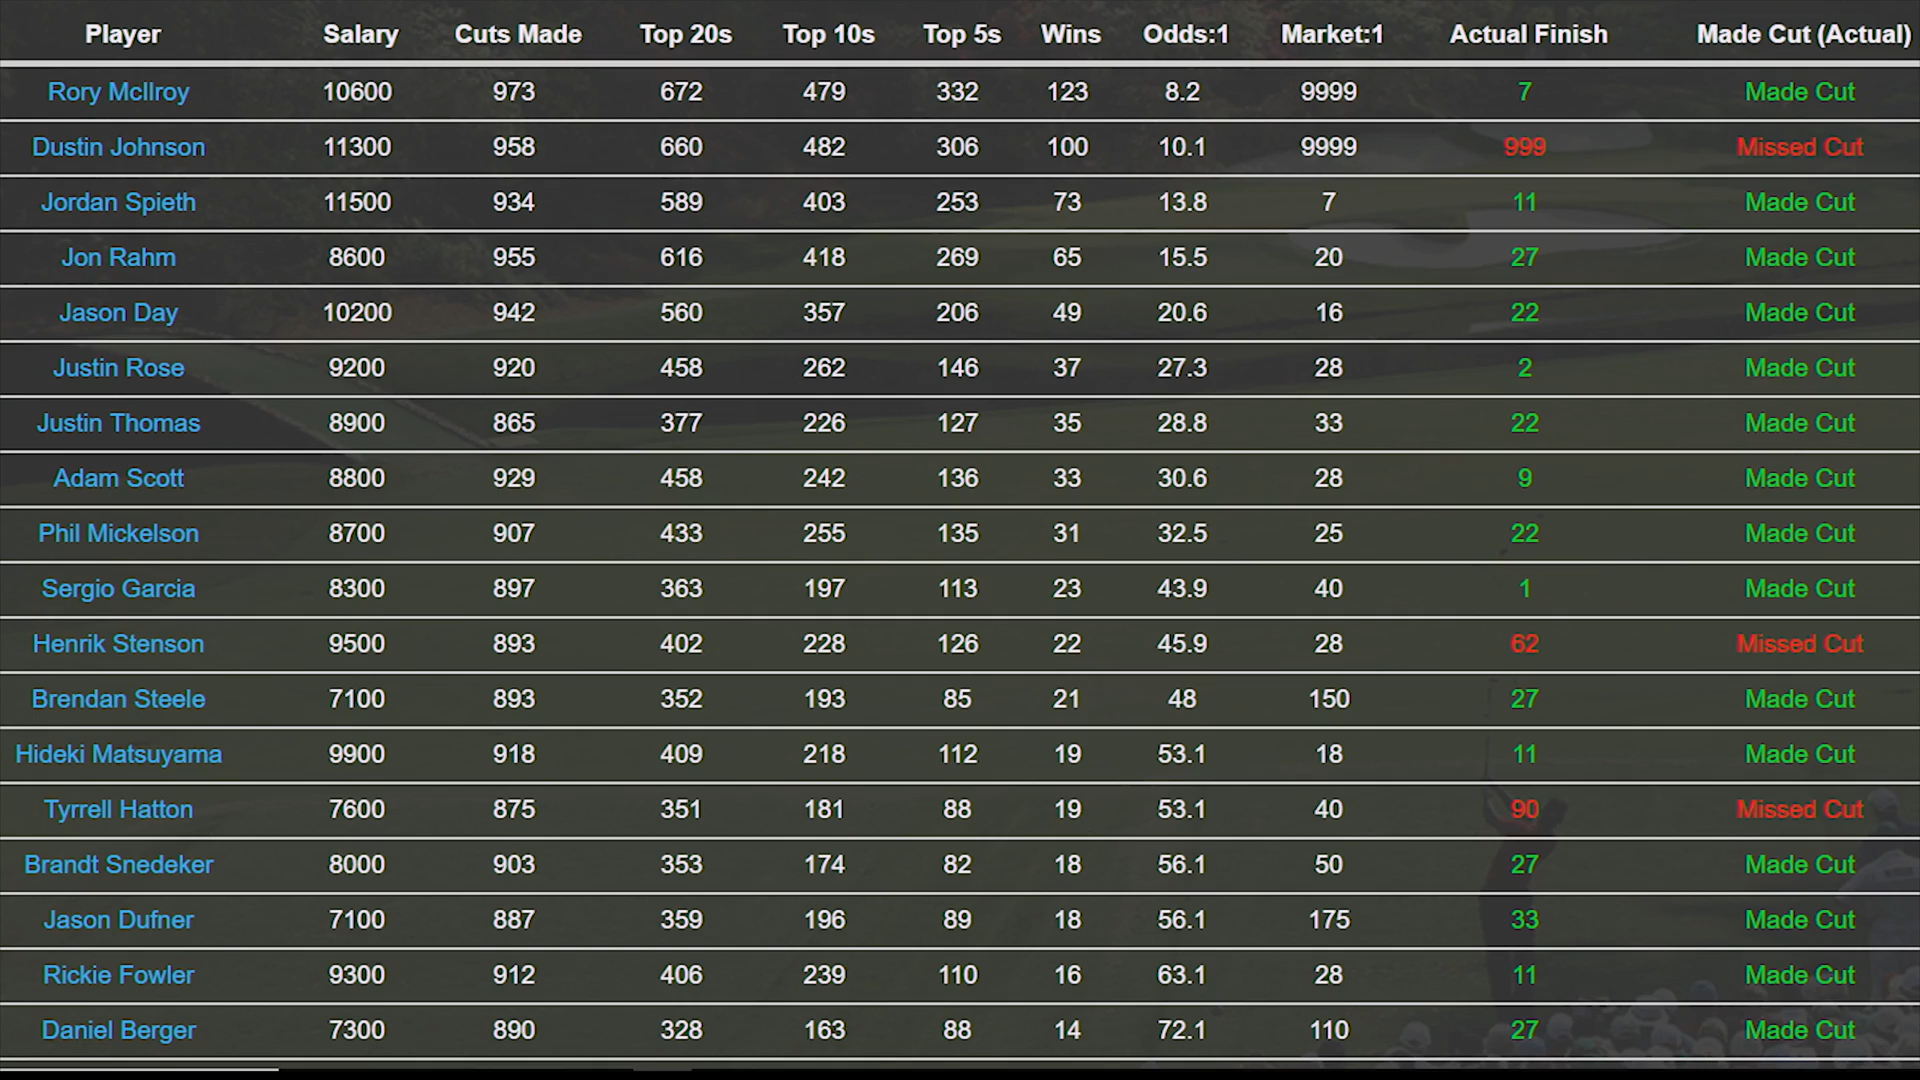 Player Salary Cuts Made Top 20s Top 10s Top 5s Wins Odds:1 Market:1 Actual Finish Made Cut (Actual)
Rory McIlroy 10600 973 672 479 332 123 8.2 9999 7 Made Cut
Dustin Johnson 11300 958 660 482 306 100 10.1 9999 999 Missed Cut
Jordan Spieth 11500 934 589 403 253 73 13.8 7 11 Made Cut
Jon Rahm 8600 955 616 418 269 65 15.5 20 27 Made Cut
Jason Day 10200 942 560 357 206 49 20.6 16 22 Made Cut
Justin Rose 9200 920 458 262 146 37 27.3 28 2 Made Cut
Justin Thomas 8900 865 377 226 127 35 28.8 33 22 Made Cut
Adam Scott 8800 929 458 242 136 33 30.6 28 9 Made Cut
Phil Mickelson 8700 907 433 255 135 31 32.5 25 22 Made Cut
Sergio Garcia 8300 897 363 197 113 23 43.9 40 1 Made Cut
Henrik Stenson 9500 893 402 228 126 22 45.9 28 62 Missed Cut
Brendan Steele 7100 893 352 193 85 21 48 150 27 Made Cut
Hideki Matsuyama 9900 918 409 218 112 19 53.1 18 11 Made Cut
Tyrrell Hatton 7600 875 351 181 88 19 53.1 40 90 Missed Cut
Brandt Snedeker 8000 903 353 174 82 18 56.1 50 27 Made Cut
Jason Dufner 7100 887 359 196 89 18 56.1 175 33 Made Cut
Rickie Fowler 9300 912 406 239 110 16 63.1 28 11 Made Cut
Daniel Berger 7300 890 328 163 88 14 72.1 110 27 Made Cut